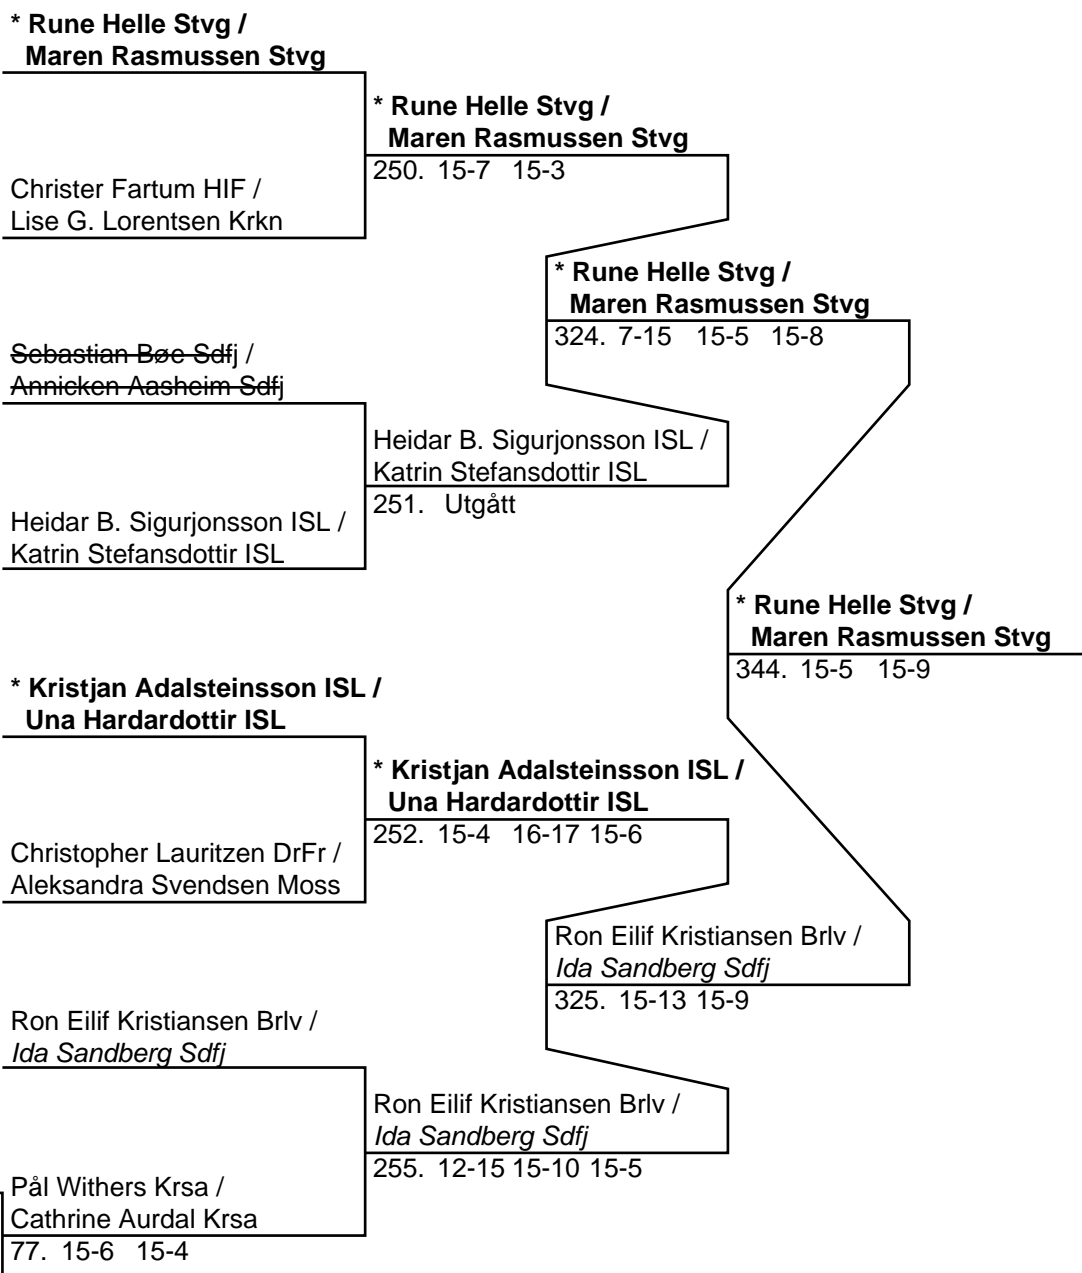 * Rune Helle Stvg /
Maren Rasmussen Stvg
* Rune Helle Stvg /
Maren Rasmussen Stvg
250. 15-7 15-3
Christer Fartum HIF /
Lise G. Lorentsen Krkn
* Rune Helle Stvg /
Maren Rasmussen Stvg
324. 7-15 15-5 15-8
Sebastian Bøe Sdfj /
Annicken Aasheim Sdfj
Heidar B. Sigurjonsson ISL /
Katrin Stefansdottir ISL
251. Utgått
Heidar B. Sigurjonsson ISL /
Katrin Stefansdottir ISL
* Rune Helle Stvg /
Maren Rasmussen Stvg
344. 15-5 15-9
* Kristjan Adalsteinsson ISL /
Una Hardardottir ISL
* Kristjan Adalsteinsson ISL /
Una Hardardottir ISL
252. 15-4 16-17 15-6
Christopher Lauritzen DrFr /
Aleksandra Svendsen Moss
Ron Eilif Kristiansen Brlv /
Ida Sandberg Sdfj
325. 15-13 15-9
Ron Eilif Kristiansen Brlv /
Ida Sandberg Sdfj
Ron Eilif Kristiansen Brlv /
Ida Sandberg Sdfj
255. 12-15 15-10 15-5
Pål Withers Krsa /
Cathrine Aurdal Krsa
77. 15-6 15-4